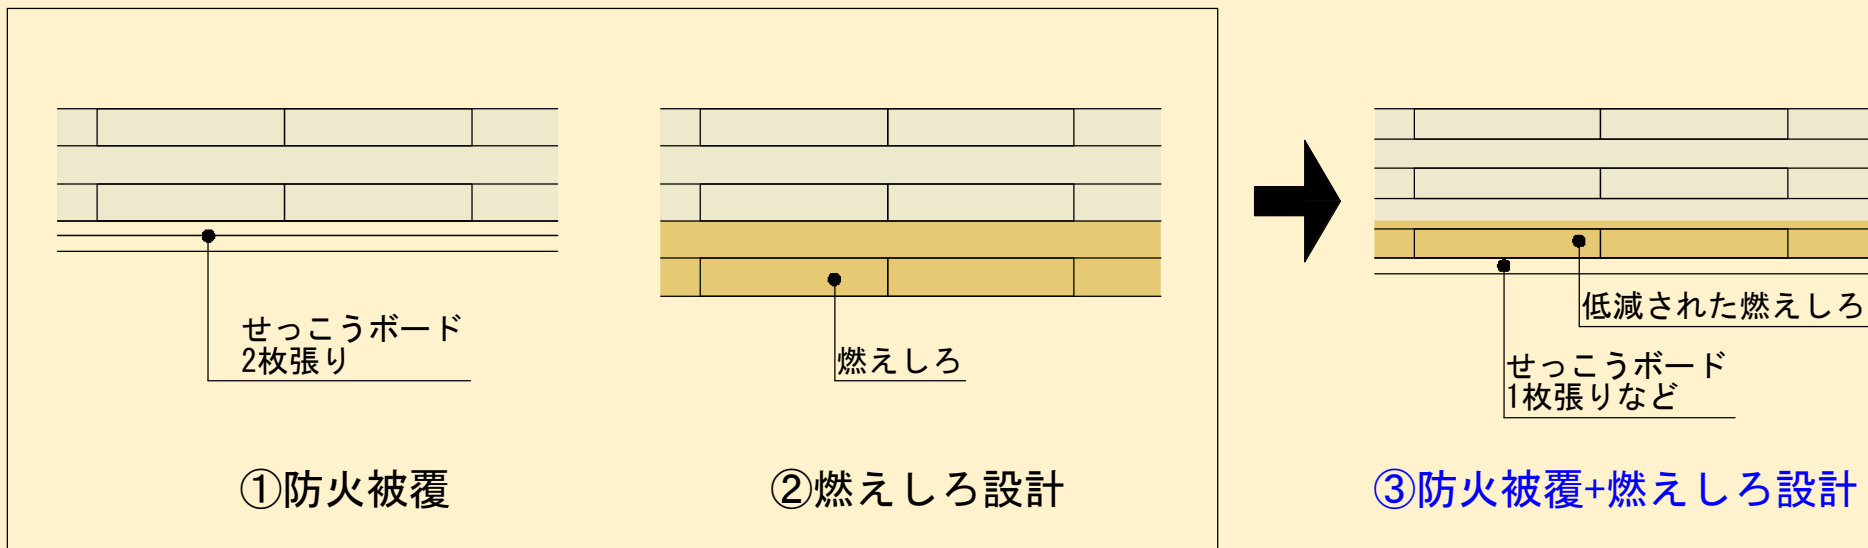 せっこうボード
2枚張り
①防火被覆
燃えしろ
②燃えしろ設計
低減された燃えしろ
せっこうボード
1枚張りなど
③防火被覆+燃えしろ設計